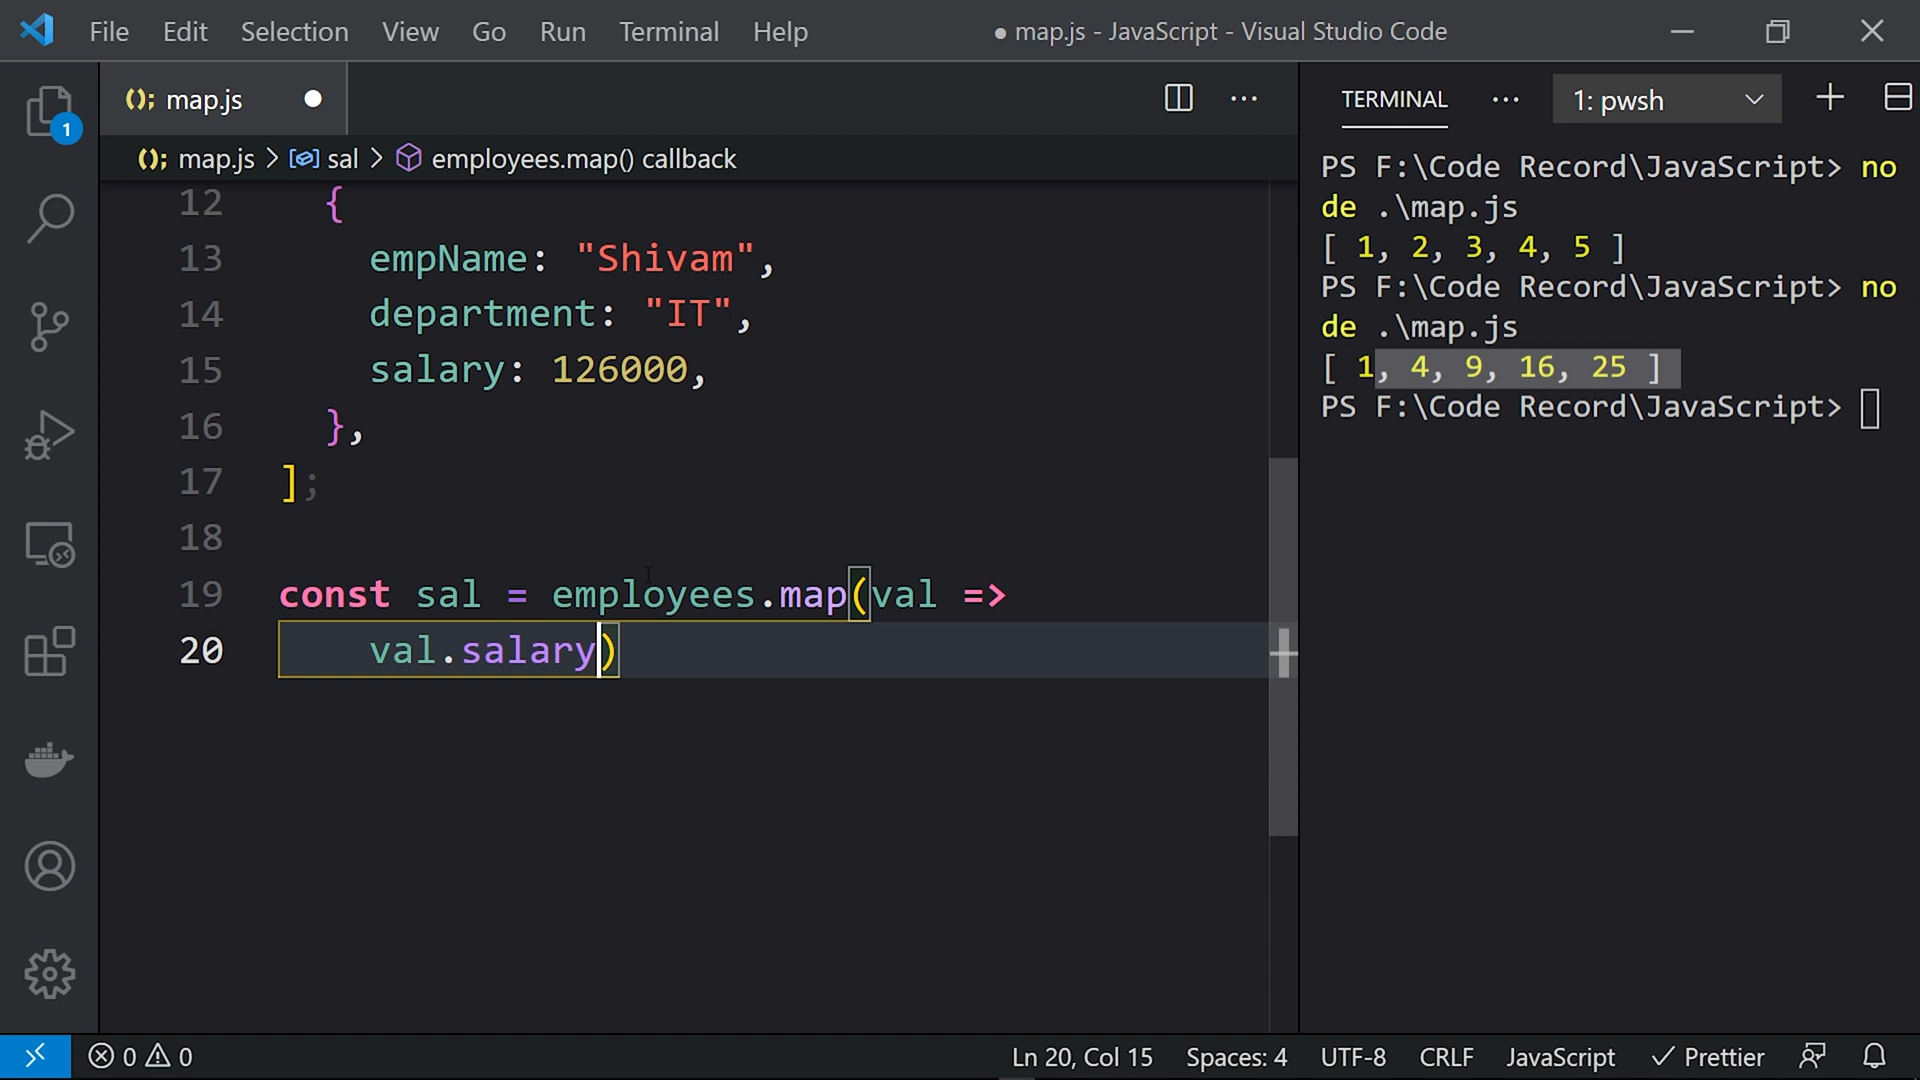 File Edit Selection View Go Run Terminal Help
● map.js - JavaScript - Visual Studio Code
(); map.js
TERMINAL ··· 1: pwsh
1
(); map.js > sal > employees.map() callback
12 {
13 empName: "Shivam",
14 department: "IT",
15 salary: 126000,
16 },
17 ];
18
19 const sal = employees.map(val =>
20 val.salary)
PS F:\Code Record\JavaScript> no
de .\map.js
[ 1, 2, 3, 4, 5 ]
PS F:\Code Record\JavaScript> no
de .\map.js
[ 1, 4, 9, 16, 25 ]
PS F:\Code Record\JavaScript>
0 0 Ln 20, Col 15 Spaces: 4 UTF-8 CRLF JavaScript ✓ Prettier